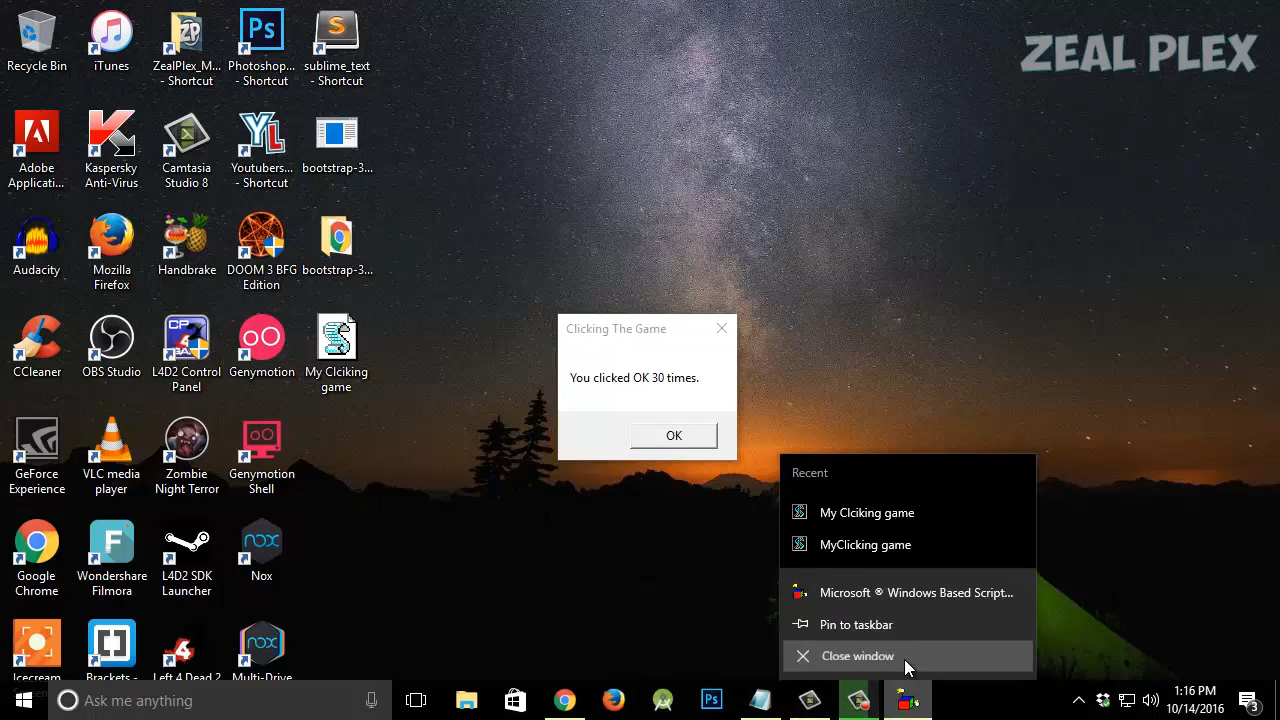 ZEAL PLEX
Recycle Bin
iTunes
ZealPlex_M...
- Shortcut
Photoshop...
- Shortcut
sublime_text
- Shortcut
Adobe
Applicati...
Kaspersky
Anti-Virus
Camtasia
Studio 8
Youtubers...
- Shortcut
bootstrap-3...
Audacity
Mozilla
Firefox
Handbrake
DOOM 3 BFG
Edition
bootstrap-3...
CCleaner
OBS Studio
L4D2 Control
Panel
Genymotion
My Clciking
game
GeForce
Experience
VLC media
player
Zombie
Night Terror
Genymotion
Shell
Google
Chrome
Wondershare
Filmora
L4D2 SDK
Launcher
Nox
Icecream
Brackets -
Left 4 Dead 2
Multi-Drive
Clicking The Game
You clicked OK 30 times.
OK
Recent
My Clciking game
MyClicking game
Microsoft ® Windows Based Script...
Pin to taskbar
Close window
Ask me anything
1:16 PM
10/14/2016
3